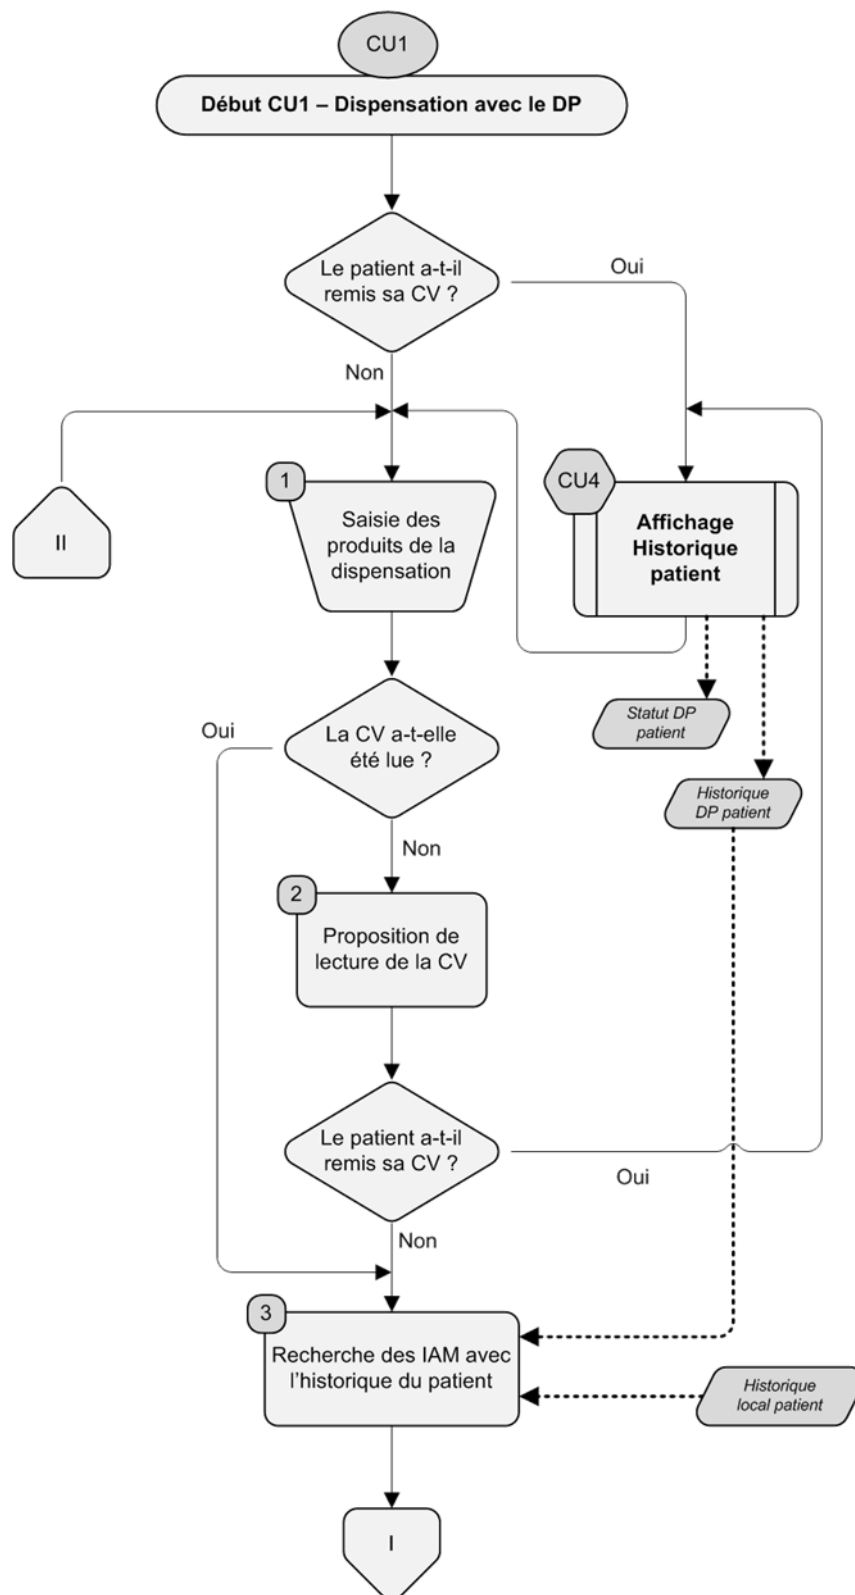 CU1
Début CU1 – Dispensation avec le DP
Le patient a-t-il
remis sa CV ?
Oui
Non
1
Saisie des
produits de la
dispensation
II
CU4
Affichage
Historique
patient
Statut DP
patient
Historique
DP patient
La CV a-t-elle
été lue ?
Oui
Non
2
Proposition de
lecture de la CV
Le patient a-t-il
remis sa CV ?
Oui
Non
3
Recherche des IAM avec
l'historique du patient
Historique
local patient
I